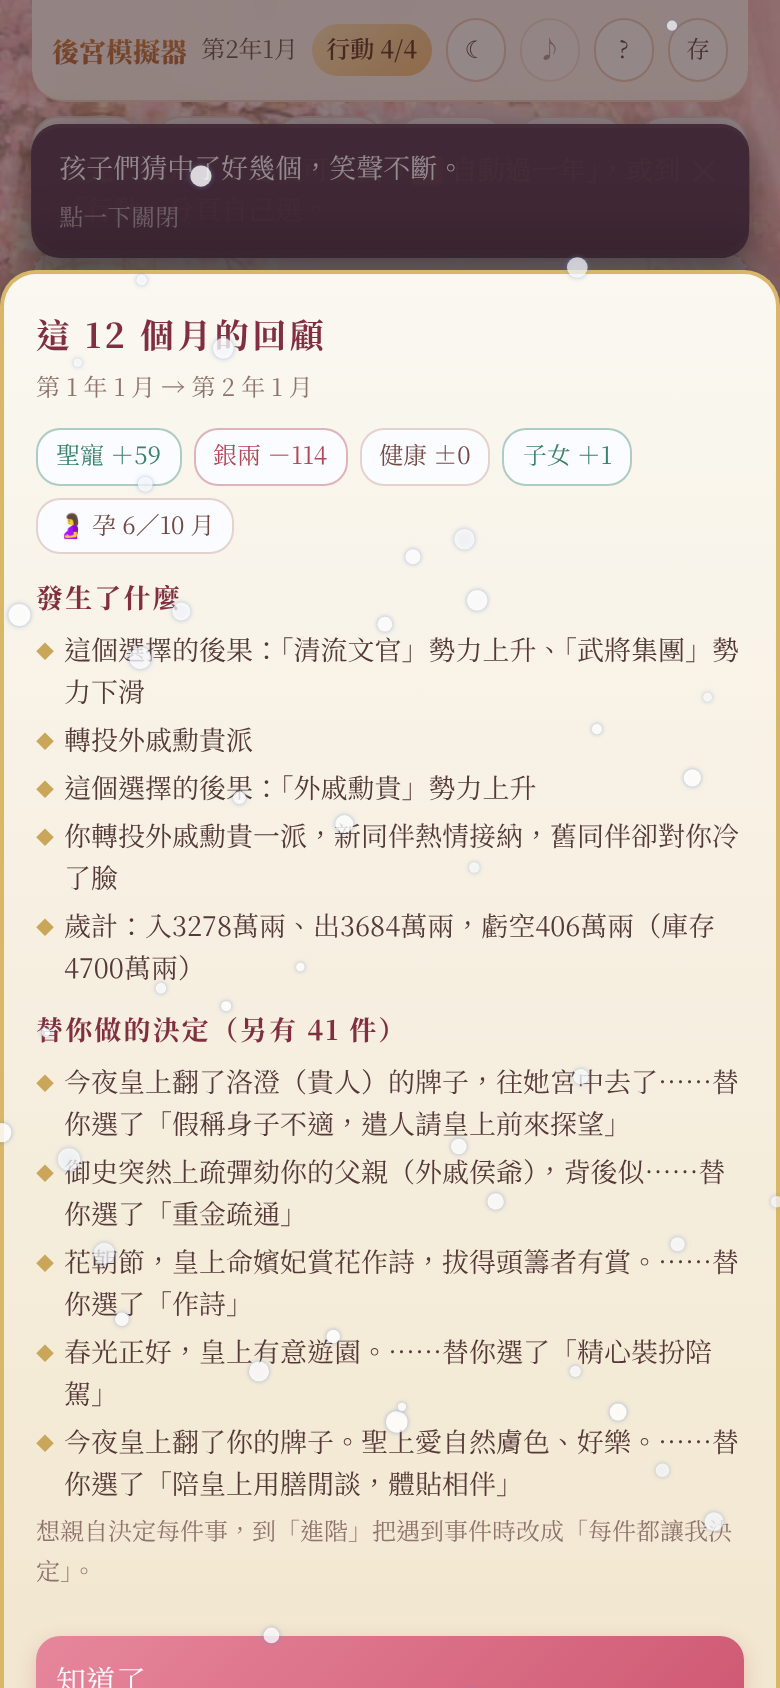 後宮模擬器 第2年1月 行動 4/4 ☾ ♪ ? 存
孩子們猜中了好幾個，笑聲不斷。
點一下關閉
這 12 個月的回顧
第 1 年 1 月 → 第 2 年 1 月
聖寵 +59 銀兩 −114 健康 ±0 子女 +1
🤰 孕 6／10 月
發生了什麼
◆ 這個選擇的後果：「清流文官」勢力上升、「武將集團」勢
力下滑
◆ 轉投外戚勳貴派
◆ 這個選擇的後果：「外戚勳貴」勢力上升
◆ 你轉投外戚勳貴一派，新同伴熱情接納，舊同伴卻對你冷
了臉
◆ 歲計：入3278萬兩、出3684萬兩，虧空406萬兩（庫存
4700萬兩）
替你做的決定（另有 41 件）
◆ 今夜皇上翻了洛澄（貴人）的牌子，往她宮中去了……替
你選了「假稱身子不適，遣人請皇上前來探望」
◆ 御史突然上疏彈劾你的父親（外戚侯爺），背後似……替
你選了「重金疏通」
◆ 花朝節，皇上命嬪妃賞花作詩，拔得頭籌者有賞。……替
你選了「作詩」
◆ 春光正好，皇上有意遊園。……替你選了「精心裝扮陪
駕」
◆ 今夜皇上翻了你的牌子。聖上愛自然膚色、好樂。……替
你選了「陪皇上用膳閒談，體貼相伴」
想親自決定每件事，到「進階」把遇到事件時改成「每件都讓我決
定」。
知道了